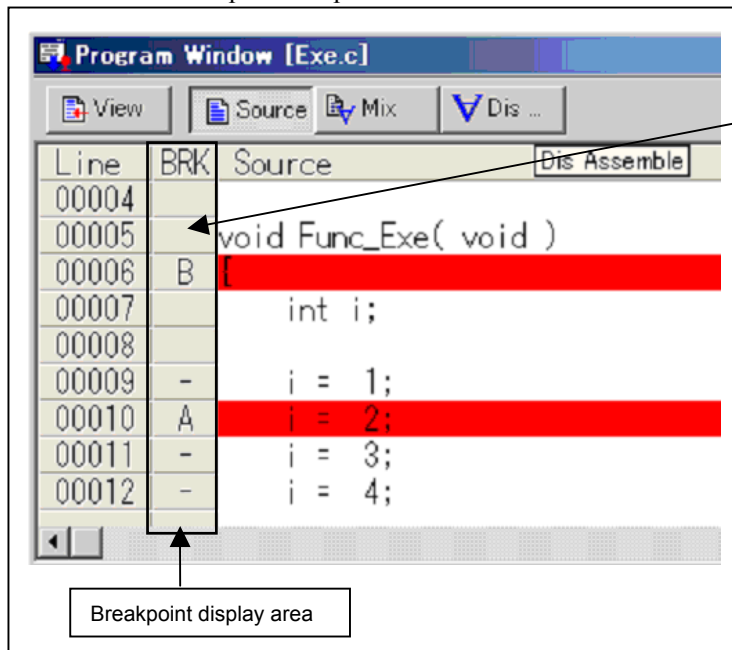 Program Window [Exe.c]
View Source Mix Dis ...
Line BRK Source Dis Assemble
00004
00005 void Func_Exe( void )
00006 B {
00007 int i;
00008
00009 - i = 1;
00010 A i = 2;
00011 - i = 3;
00012 - i = 4;
Breakpoint display area